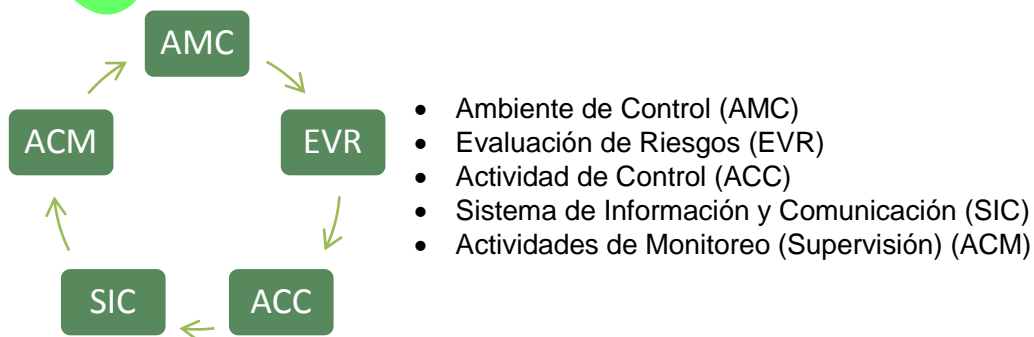 AMC
ACM
EVR
SIC
ACC
• Ambiente de Control (AMC)
• Evaluación de Riesgos (EVR)
• Actividad de Control (ACC)
• Sistema de Información y Comunicación (SIC)
• Actividades de Monitoreo (Supervisión) (ACM)